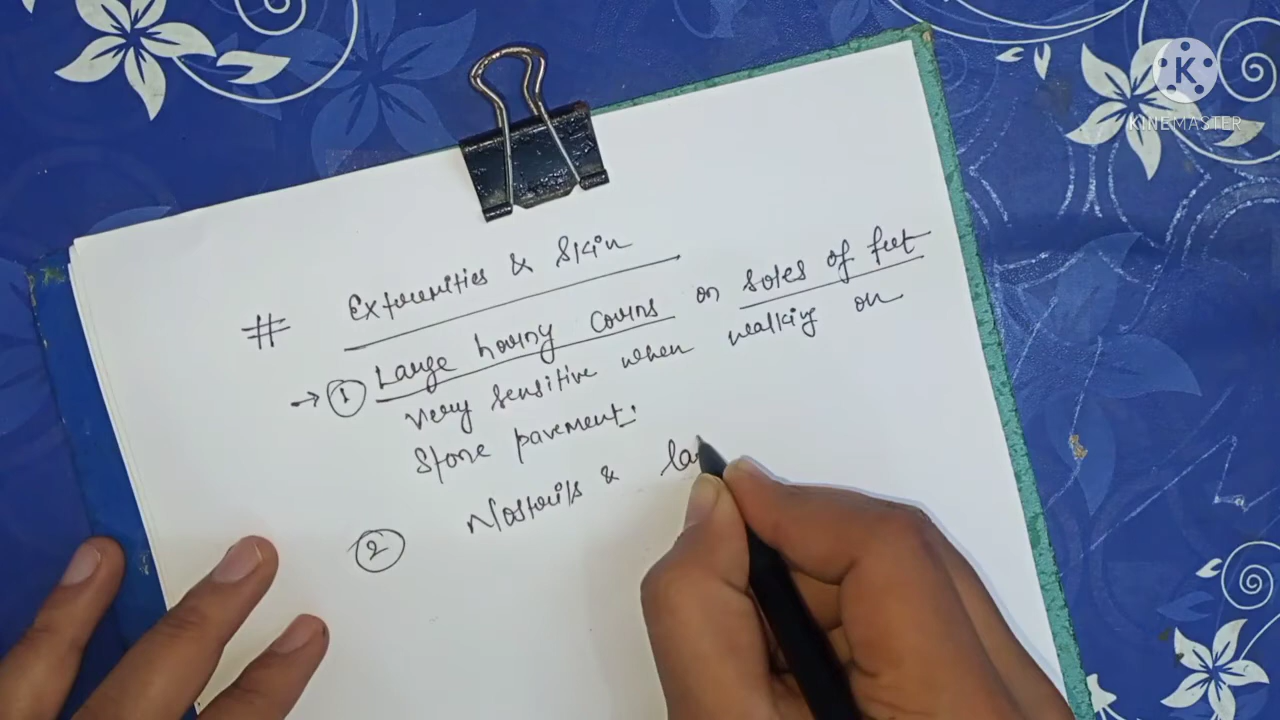 # Extremities & Skin
→ ① Large horny corns on soles of feet
very sensitive when walking on
Stone pavement.
② Nostrils & la
K
KINEMASTER